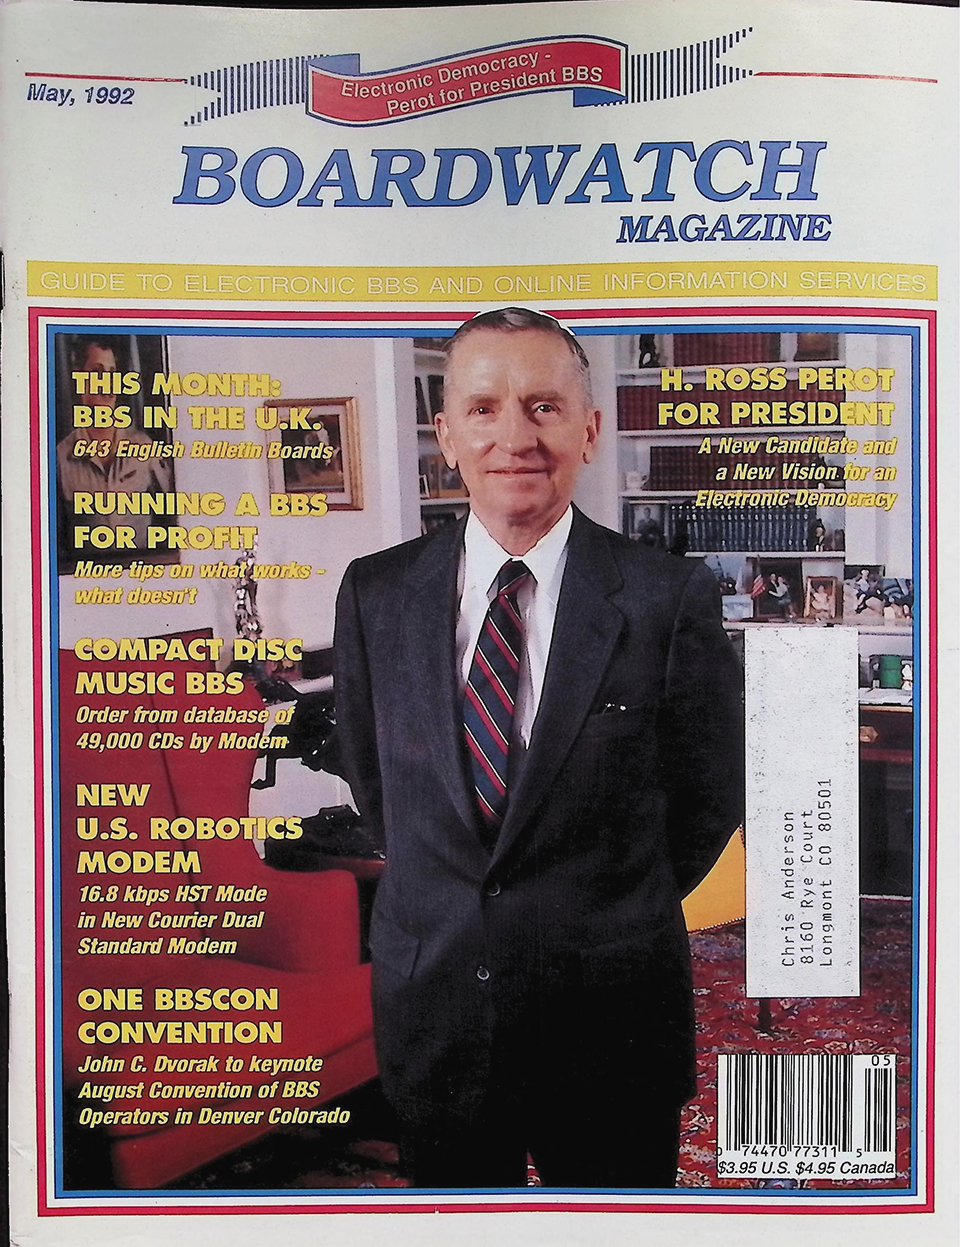 Electronic Democracy -
Perot for President BBS
May, 1992
BOARDWATCH
MAGAZINE
GUIDE TO ELECTRONIC BBS AND ONLINE INFORMATION SERVICES
THIS MONTH:
BBS IN THE U.K.
643 English Bulletin Boards
RUNNING A BBS
FOR PROFIT
More tips on what works -
what doesn't
COMPACT DISC
MUSIC BBS
Order from database of
49,000 CDs by Modem
NEW
U.S. ROBOTICS
MODEM
16.8 kbps HST Mode
in New Courier Dual
Standard Modem
ONE BBSCON
CONVENTION
John C. Dvorak to keynote
August Convention of BBS
Operators in Denver Colorado
H. ROSS PEROT
FOR PRESIDENT
A New Candidate and
a New Vision for an
Electronic Democracy
Chris Anderson
8160 Rye Court
Longmont CO 80501
05
0 74470 77311 5
$3.95 U.S. $4.95 Canada